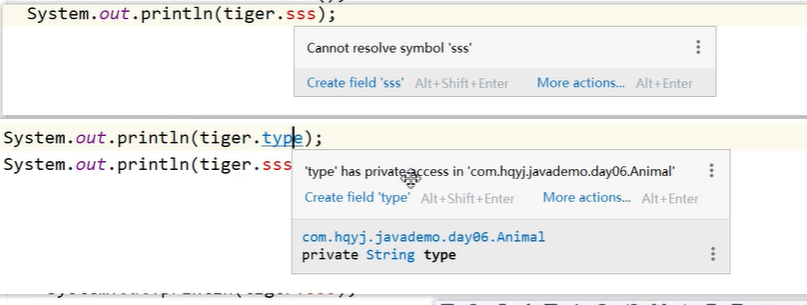 System.out.println(tiger.sss);
Cannot resolve symbol 'sss'
Create field 'sss' Alt+Shift+Enter More actions... Alt+Enter
System.out.println(tiger.type);
System.out.println(tiger.sss
'type' has private access in 'com.hqyj.javademo.day06.Animal'
Create field 'type' Alt+Shift+Enter More actions... Alt+Enter
com.hqyj.javademo.day06.Animal
private String type